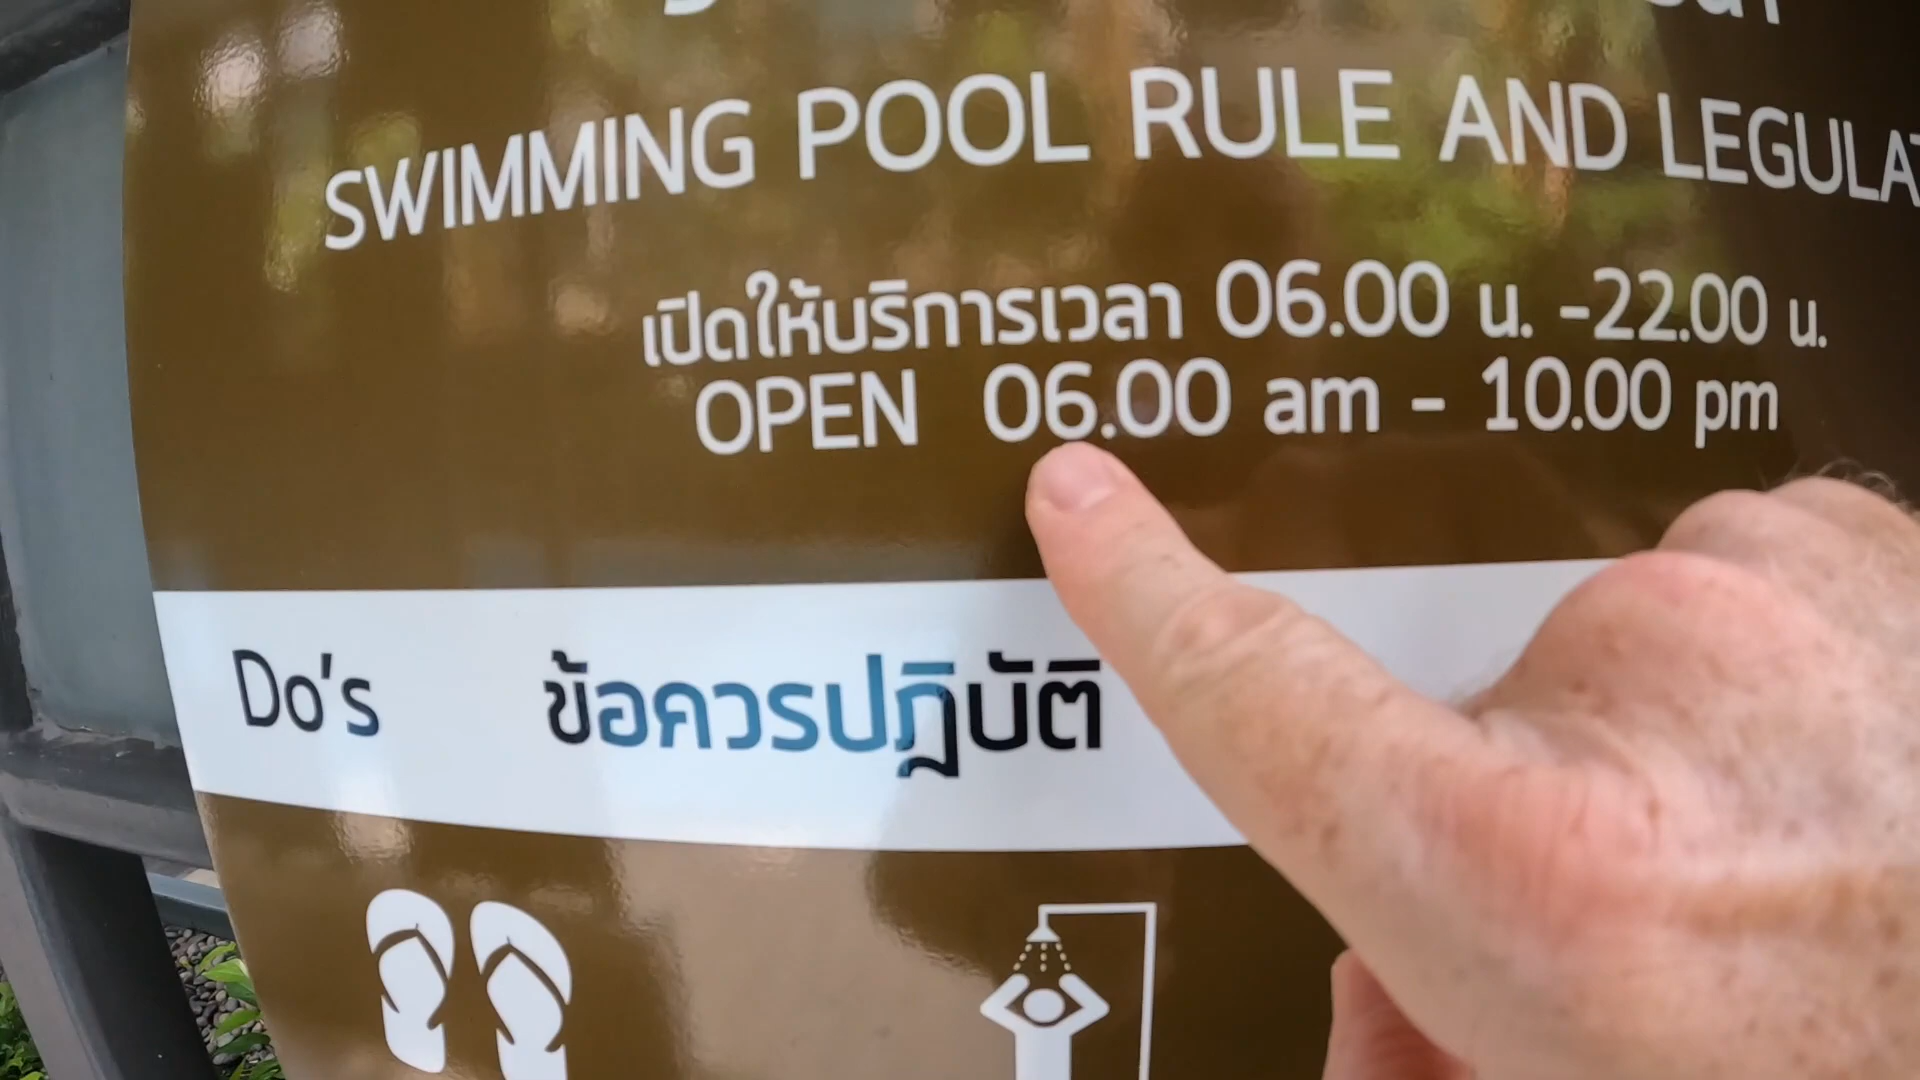 SWIMMING POOL RULE AND
เปิดให้บริการเวลา 06.00 น. -22.00 น.
OPEN 06.00 am - 10.00 pm
Do's ข้อควรปฏิบัติ